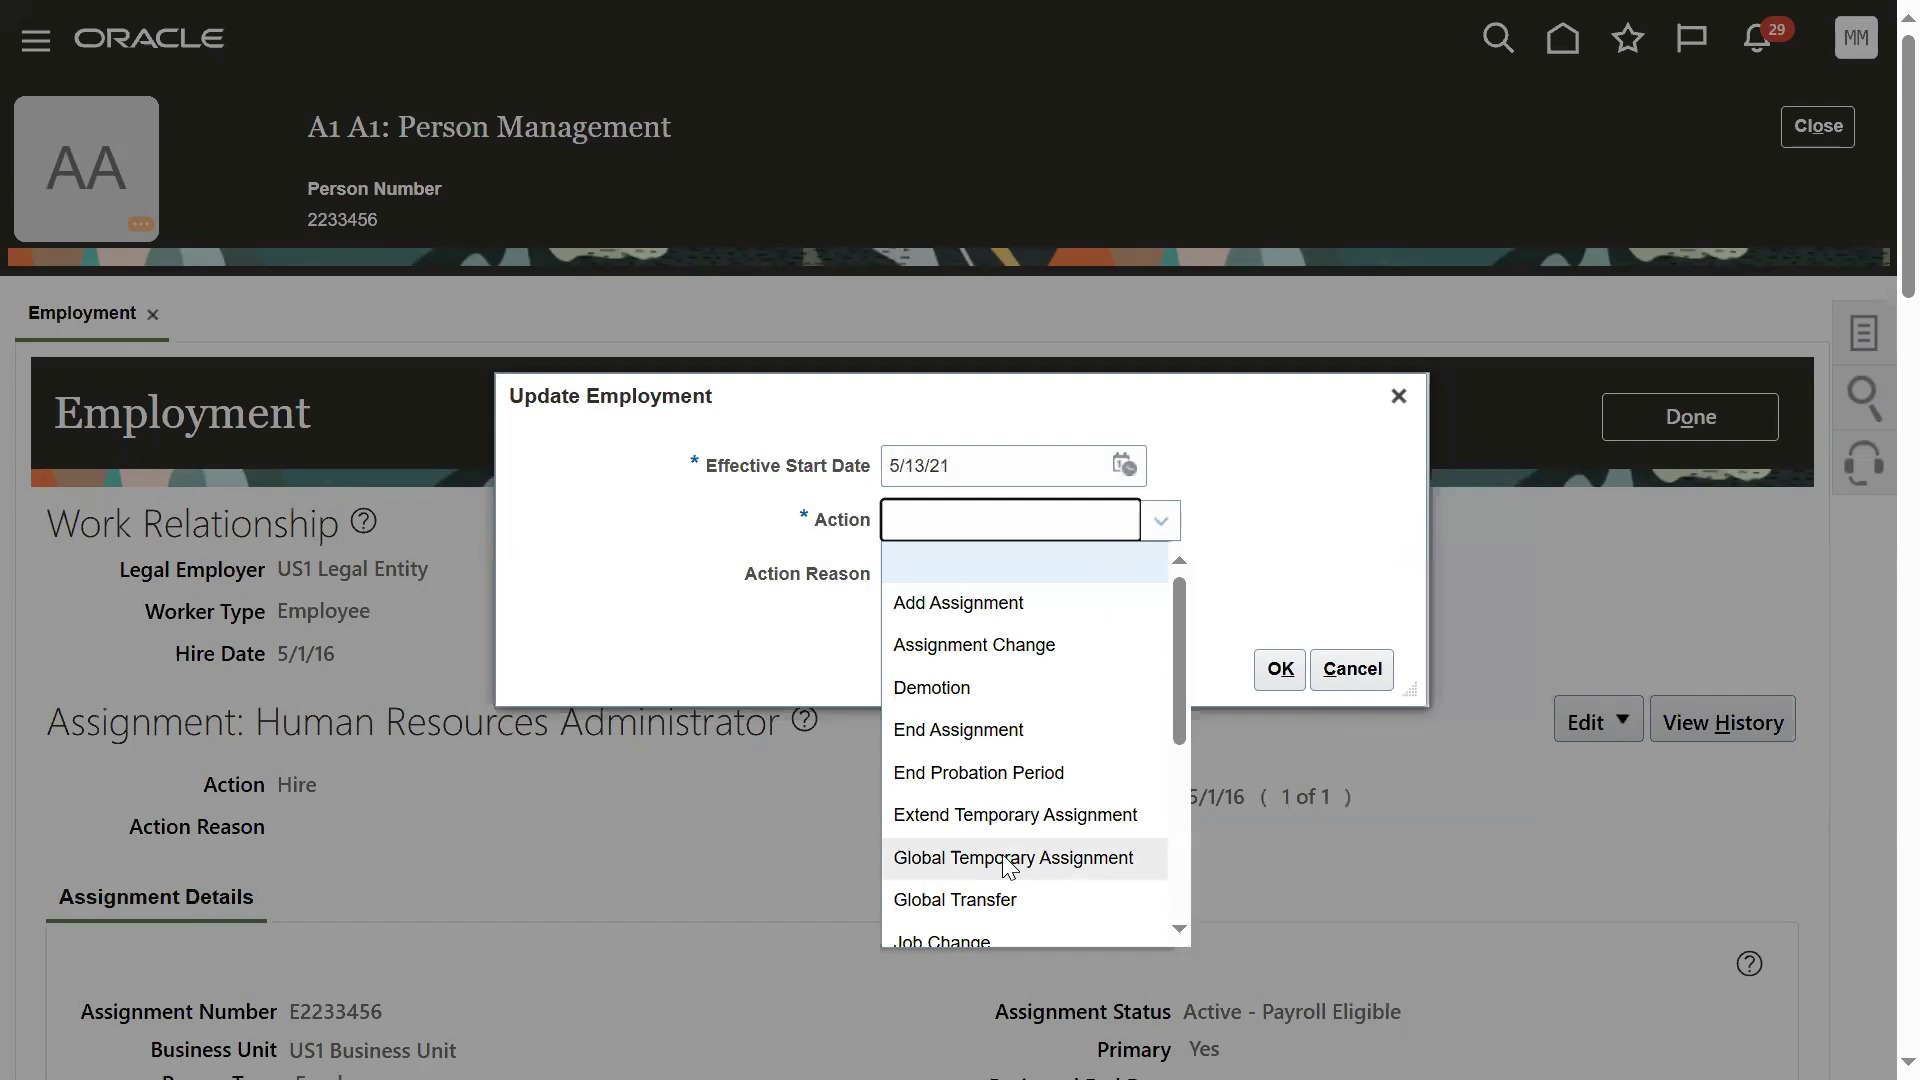 ORACLE
29
MM
AA
A1 A1: Person Management
Close
Person Number
2233456
Employment
Employment
Done
Update Employment
* Effective Start Date 5/13/21
* Action
Action Reason
Add Assignment
Assignment Change
Demotion
End Assignment
End Probation Period
Extend Temporary Assignment
Global Temporary Assignment
Global Transfer
Job Change
OK Cancel
Work Relationship
Legal Employer US1 Legal Entity
Worker Type Employee
Hire Date 5/1/16
Assignment: Human Resources Administrator
Edit View History
Action Hire
5/1/16 ( 1 of 1 )
Action Reason
Assignment Details
Assignment Number E2233456
Assignment Status Active - Payroll Eligible
Business Unit US1 Business Unit
Primary Yes